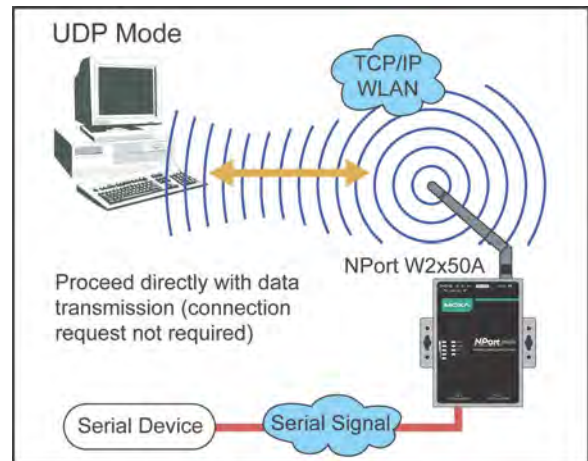 UDP Mode
TCP/IP
WLAN
NPort W2x50A
Proceed directly with data
transmission (connection
request not required)
MOXA
NPort
Serial Device
Serial Signal